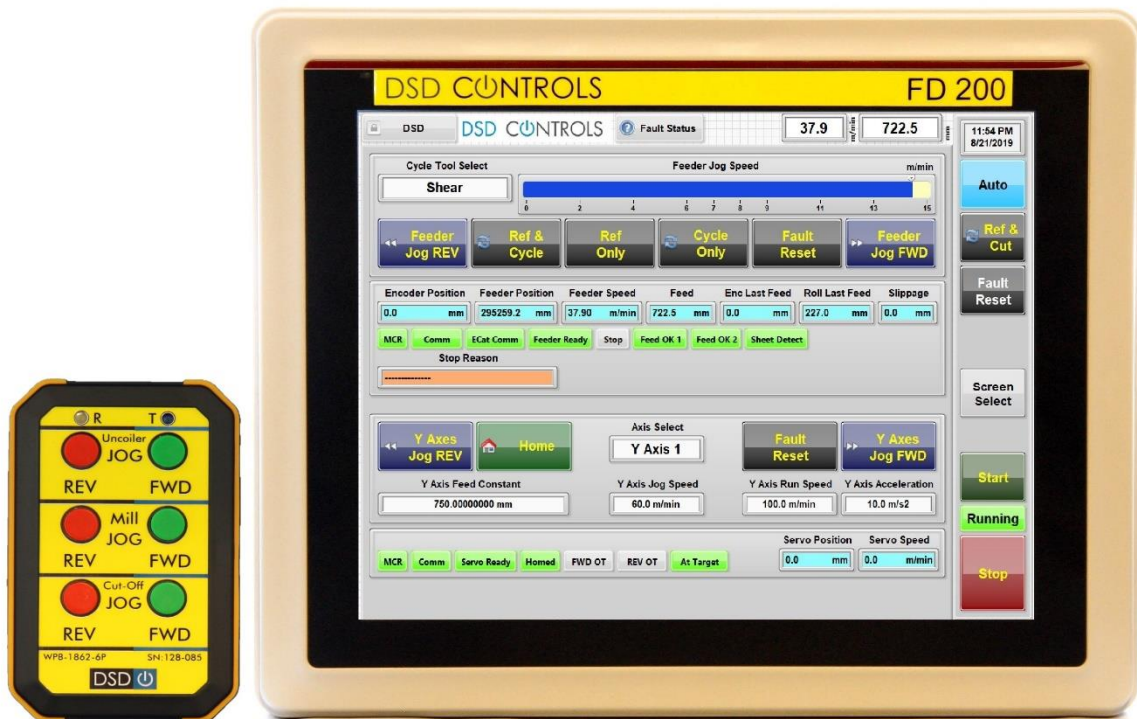 DSD CONTROLS FD 200
DSD DSD CONTROLS Fault Status 37.9 m/min 722.5 mm
11:54 PM
8/21/2019
Cycle Tool Select Feeder Jog Speed m/min
Shear
0 2 4 6 7 8 9 11 13 15
Feeder Jog REV Ref & Cycle Ref Only Cycle Only Fault Reset Feeder Jog FWD
Auto
Ref & Cut
Fault Reset
Encoder Position Feeder Position Feeder Speed Feed Enc Last Feed Roll Last Feed Slippage
0.0 mm 295259.2 mm 37.90 m/min 722.5 mm 0.0 mm 227.0 mm 0.0 mm
MCR Comm ECat Comm Feeder Ready Stop Feed OK 1 Feed OK 2 Sheet Detect
Stop Reason
--------------
Screen Select
Axis Select
Y Axes Jog REV Home Y Axis 1 Fault Reset Y Axes Jog FWD
Y Axis Feed Constant Y Axis Jog Speed Y Axis Run Speed Y Axis Acceleration
750.00000000 mm 60.0 m/min 100.0 m/min 10.0 m/s2
Start
Running
Stop
Servo Position Servo Speed
MCR Comm Servo Ready Homed FWD OT REV OT At Target 0.0 mm 0.0 m/min
R T
Uncoiler
JOG
REV FWD
Mill
JOG
REV FWD
Cut-Off
JOG
REV FWD
WPB-1862-6P SN:128-085
DSD